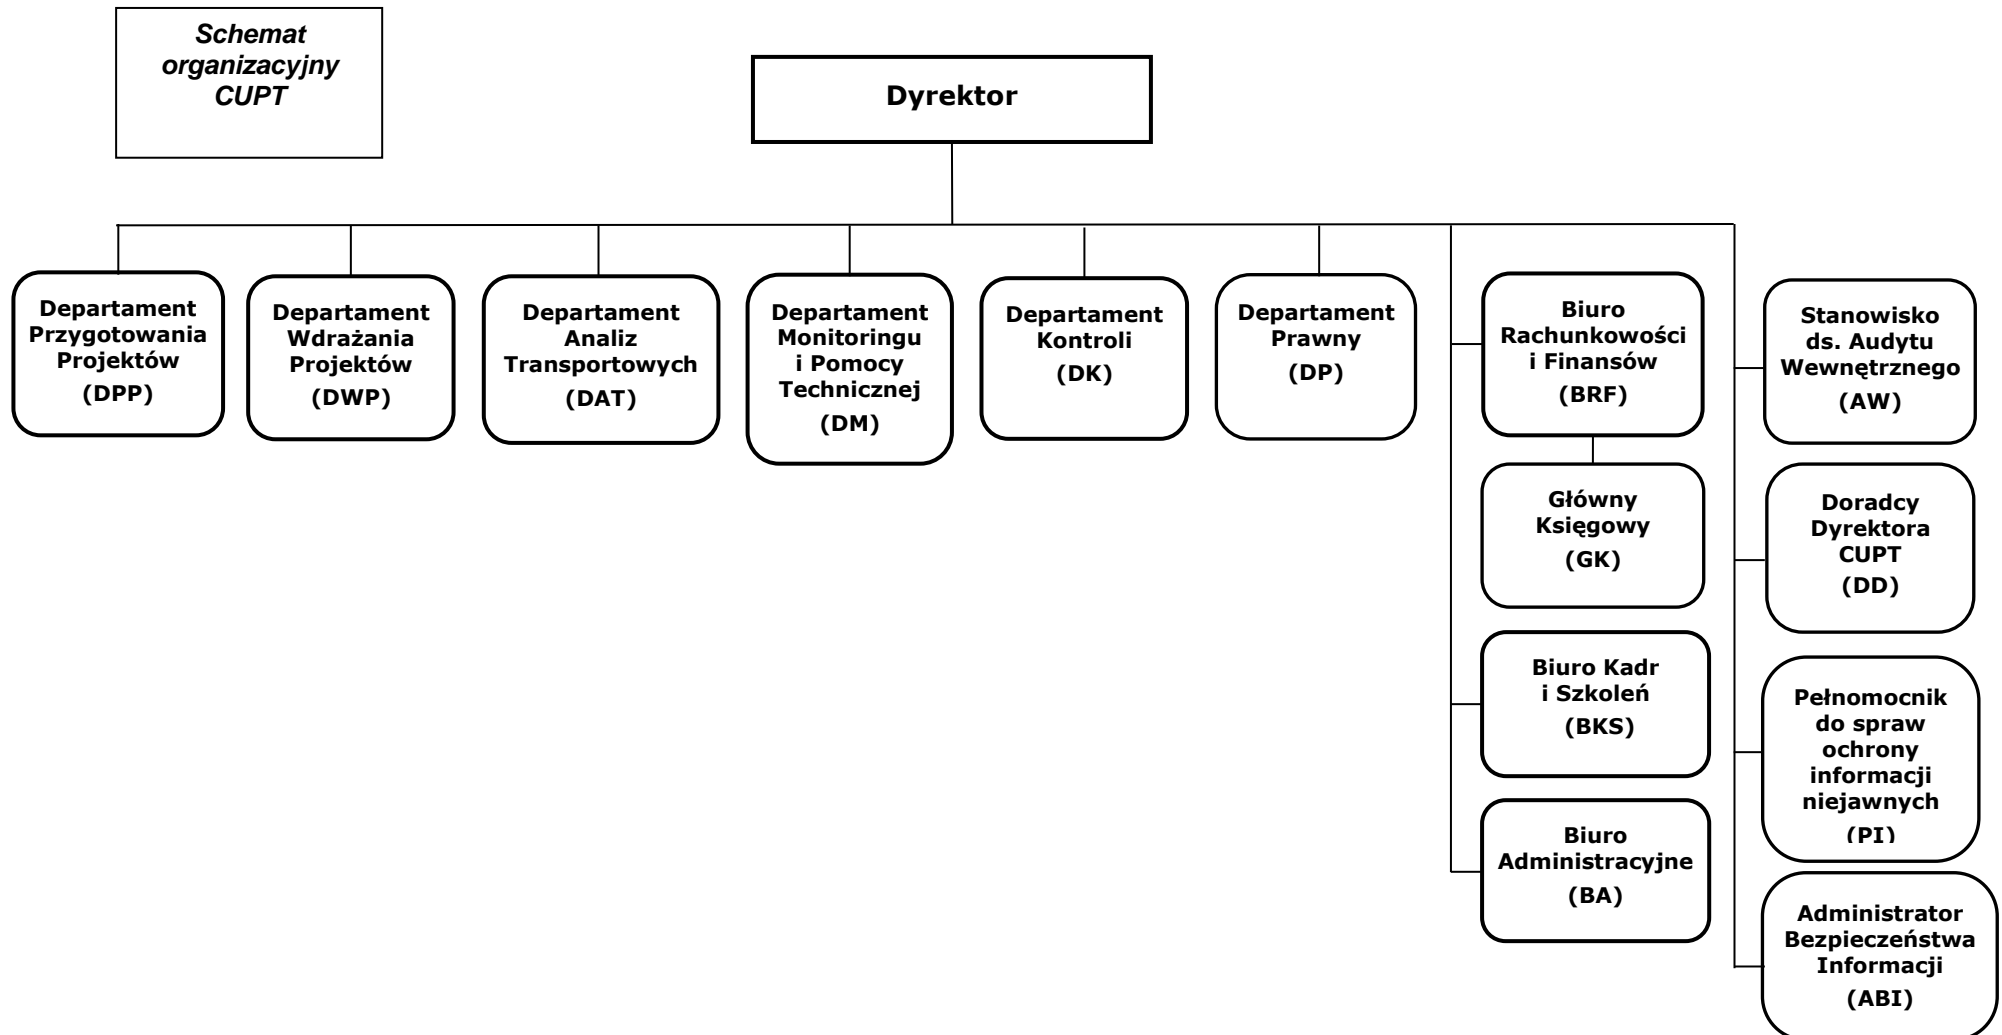 Schemat
organizacyjny
CUPT
Dyrektor
Departament
Przygotowania
Projektów
(DPP)
Departament
Wdrażania
Projektów
(DWP)
Departament
Analiz
Transportowych
(DAT)
Departament
Monitoringu
i Pomocy
Technicznej
(DM)
Departament
Kontroli
(DK)
Departament
Prawny
(DP)
Biuro
Rachunkowości
i Finansów
(BRF)
Główny
Księgowy
(GK)
Biuro Kadr
i Szkoleń
(BKS)
Biuro
Administracyjne
(BA)
Stanowisko
ds. Audytu
Wewnętrznego
(AW)
Doradcy
Dyrektora
CUPT
(DD)
Pełnomocnik
do spraw
ochrony
informacji
niejawnych
(PI)
Administrator
Bezpieczeństwa
Informacji
(ABI)